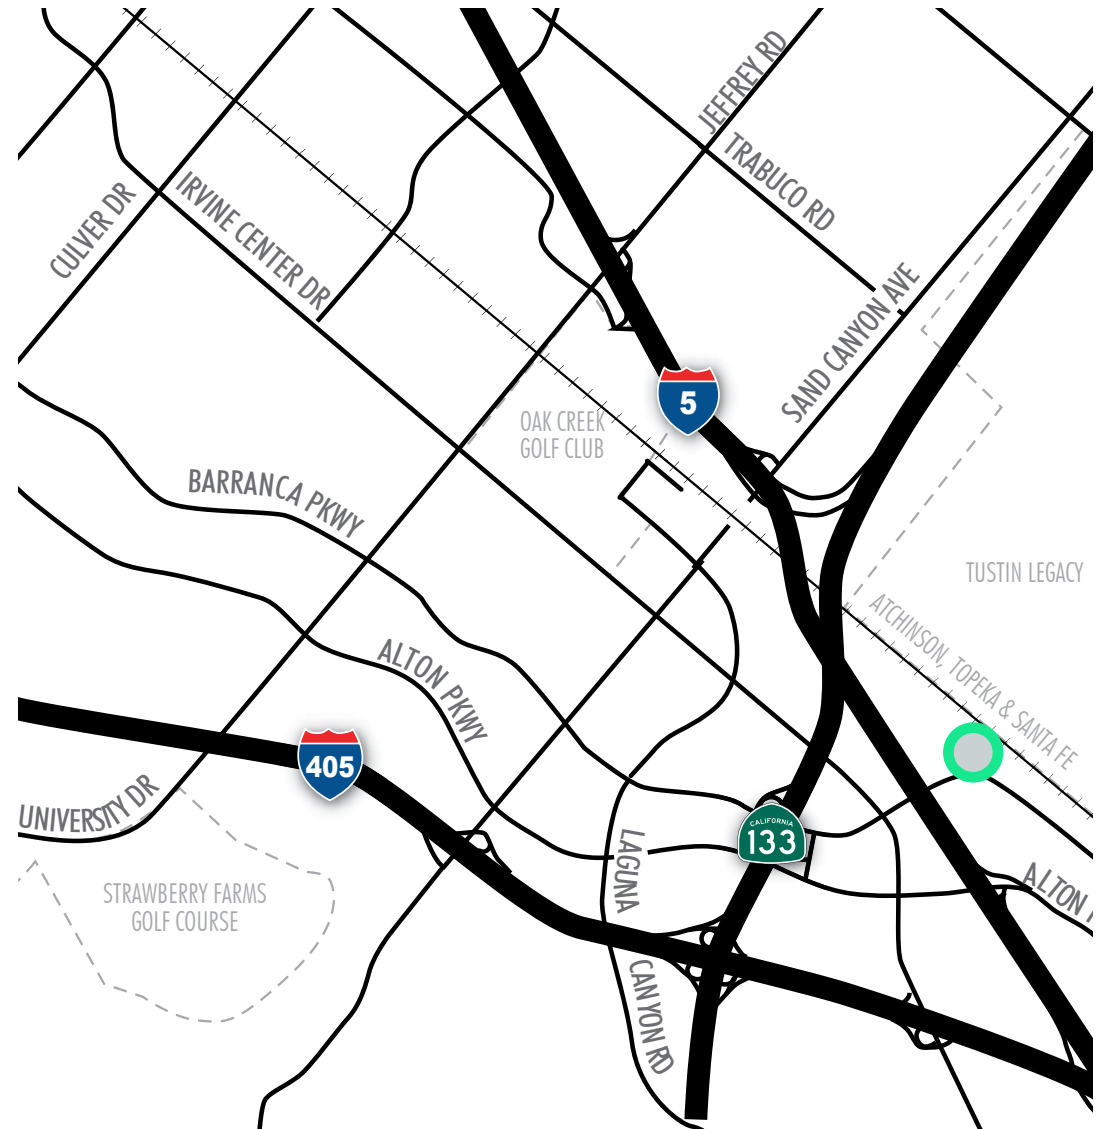 JEFFREY RD
TRABUCO RD
CULVER DR
IRVINE CENTER DR
SAND CANYON AVE
5
OAK CREEK
GOLF CLUB
BARRANCA PKWY
TUSTIN LEGACY
ATCHINSON, TOPEKA & SANTA FE
ALTON PKWY
405
UNIVERSITY DR
CALIFORNIA
133
LAGUNA
CANYON RD
STRAWBERRY FARMS
GOLF COURSE
ALTON